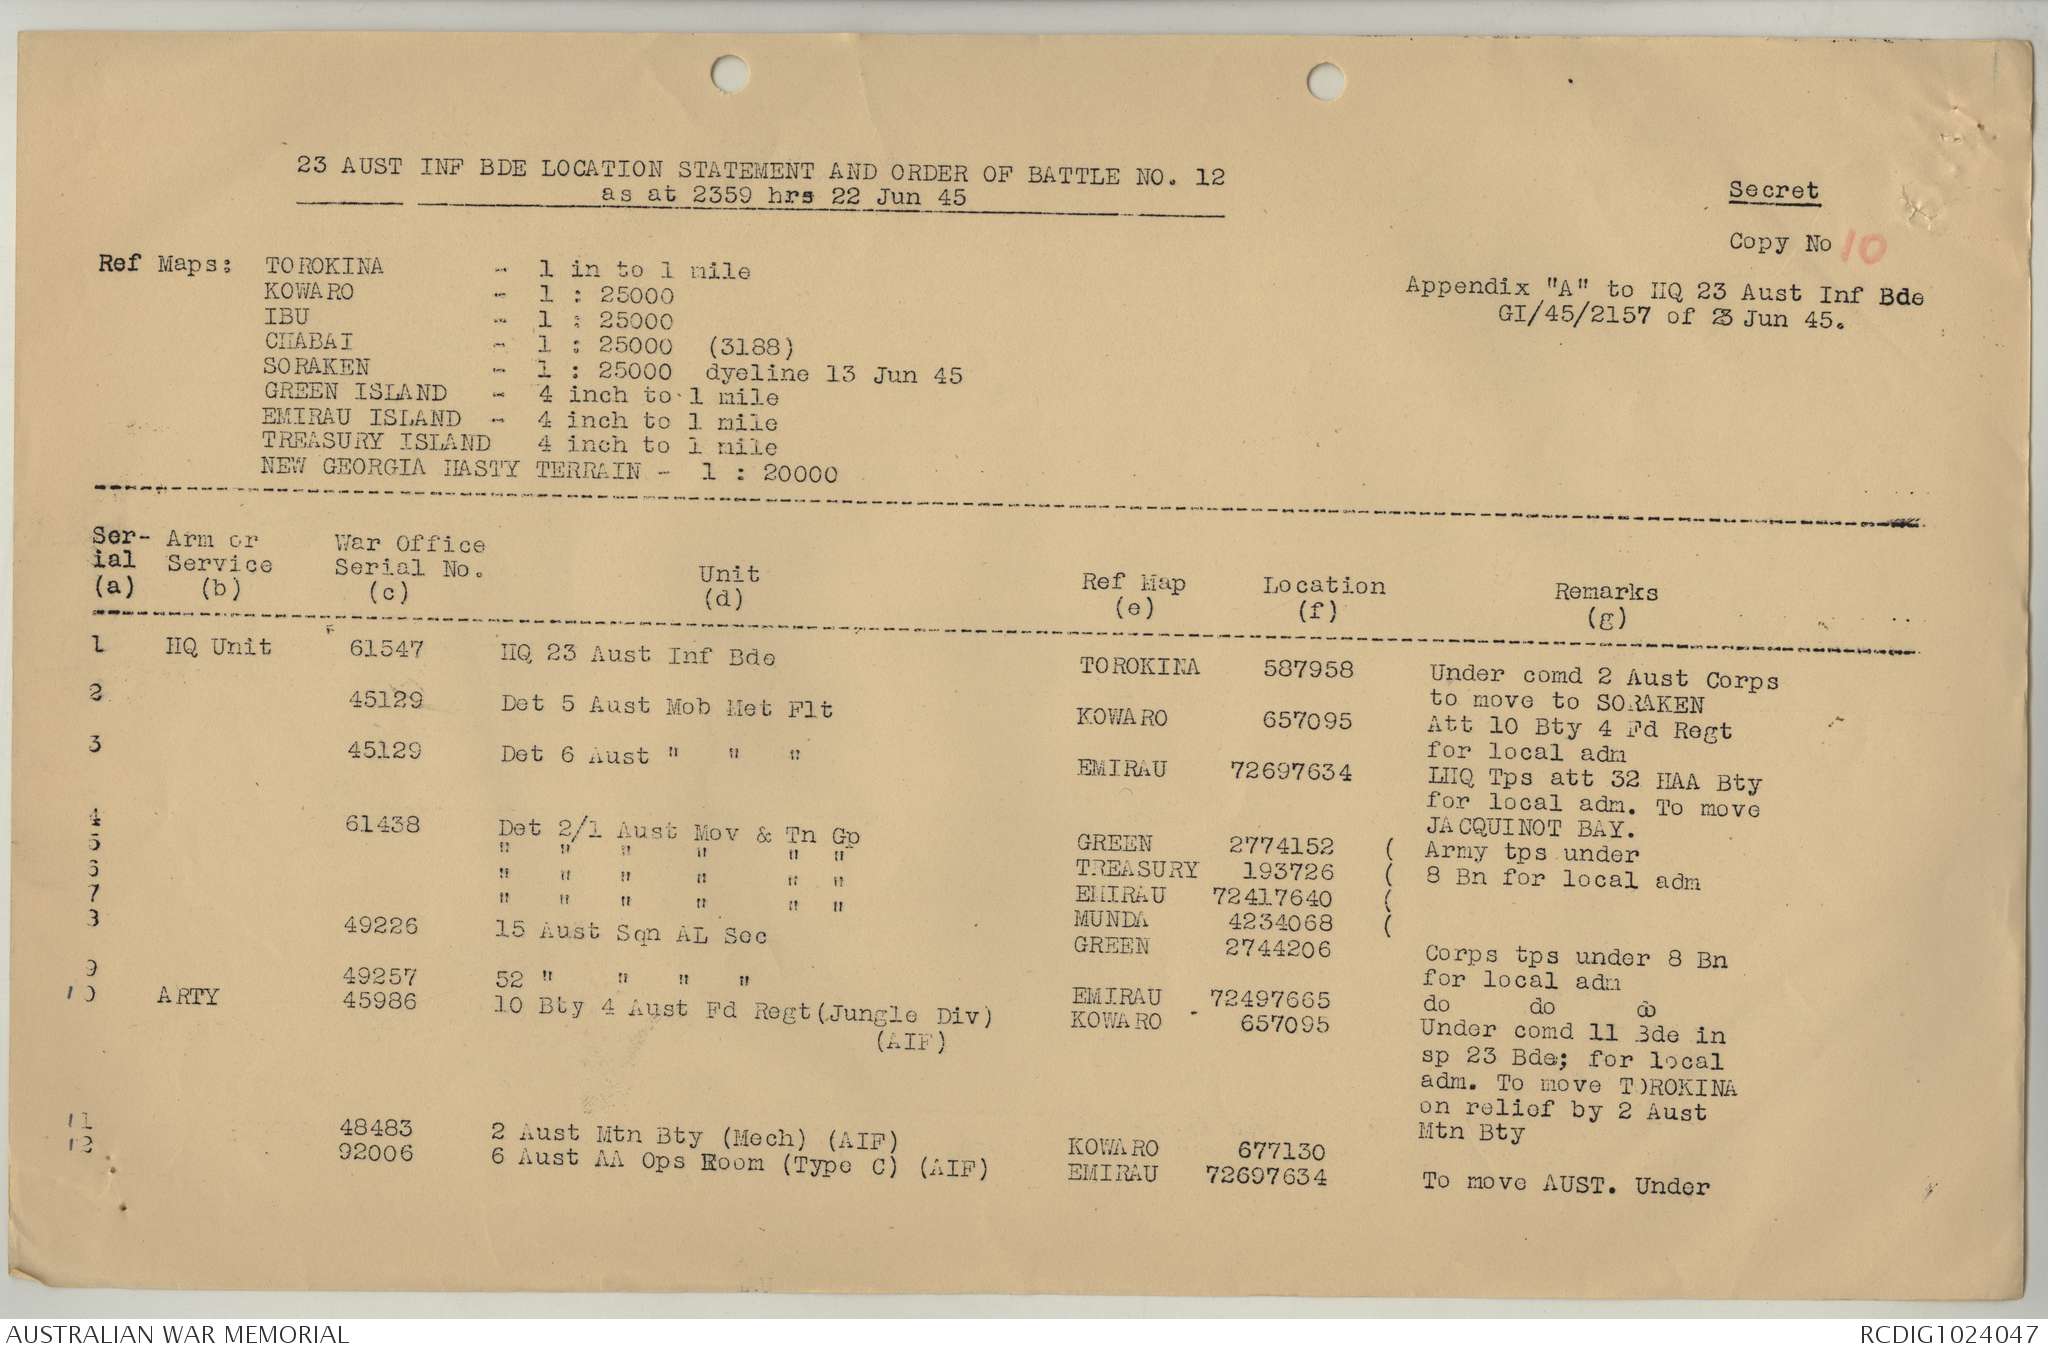 23 AUST INF BDE LOCATION STATEMENT AND ORDER OF BATTLE NO. 12
as at 2359 hrs 22 Jun 45
Secret
Copy No 10
Appendix "A" to HQ 23 Aust Inf Bde
GI/45/2157 of 23 Jun 45.
Ref Maps: TOROKINA - 1 in to 1 mile
KOWARO - 1 : 25000
IBU - 1 : 25000
CHABAI - 1 : 25000 (3188)
SORAKEN - 1 : 25000 dyeline 13 Jun 45
GREEN ISLAND - 4 inch to 1 mile
EMIRAU ISLAND - 4 inch to 1 mile
TREASURY ISLAND 4 inch to 1 mile
NEW GEORGIA HASTY TERRAIN - 1 : 20000
Ser- Arm or War Office
ial Service Serial No. Unit Ref Map Location Remarks
(a) (b) (c) (d) (e) (f) (g)
1 HQ Unit 61547 HQ 23 Aust Inf Bde TOROKINA 587958 Under comd 2 Aust Corps
to move to SORAKEN
2 45129 Det 5 Aust Mob Met Flt KOWARO 657095 Att 10 Bty 4 Fd Regt
for local adm
3 45129 Det 6 Aust " " " EMIRAU 72697634 LHQ Tps att 32 HAA Bty
for local adm. To move
JACQUINOT BAY.
4 61438 Det 2/1 Aust Mov & Tn Gp GREEN 2774152 ( Army tps under
5 " " " " " " TREASURY 193726 ( 8 Bn for local adm
6 " " " " " " EMIRAU 72417640 (
7 " " " " " " MUNDA 4234068 (
8 49226 15 Aust Sqn AL Sec GREEN 2744206 Corps tps under 8 Bn
for local adm
9 49257 52 " " " " EMIRAU 72497665 do do do
10 ARTY 45986 10 Bty 4 Aust Fd Regt(Jungle Div) KOWARO 657095 Under comd 11 Bde in
(AIF) sp 23 Bde; for local
adm. To move TOROKINA
on relief by 2 Aust
Mtn Bty
11 48483 2 Aust Mtn Bty (Mech) (AIF) KOWARO 677130
12 92006 6 Aust AA Ops Room (Type C) (AIF) EMIRAU 72697634 To move AUST. Under
AUSTRALIAN WAR MEMORIAL RCDIG1024047